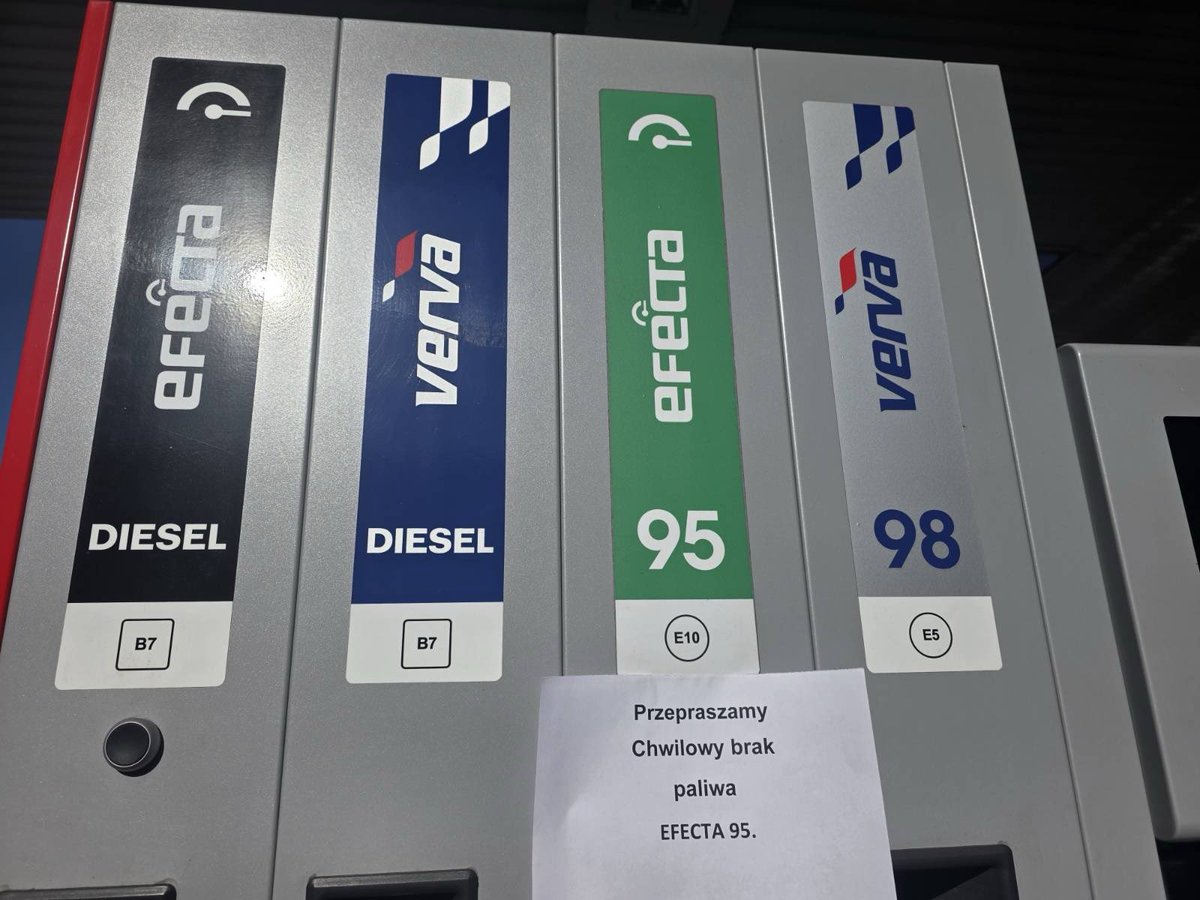 efecta
DIESEL
B7
verva
DIESEL
B7
efecta
95
E10
verva
98
E5
Przepraszamy
Chwilowy brak
paliwa
EFECTA 95.